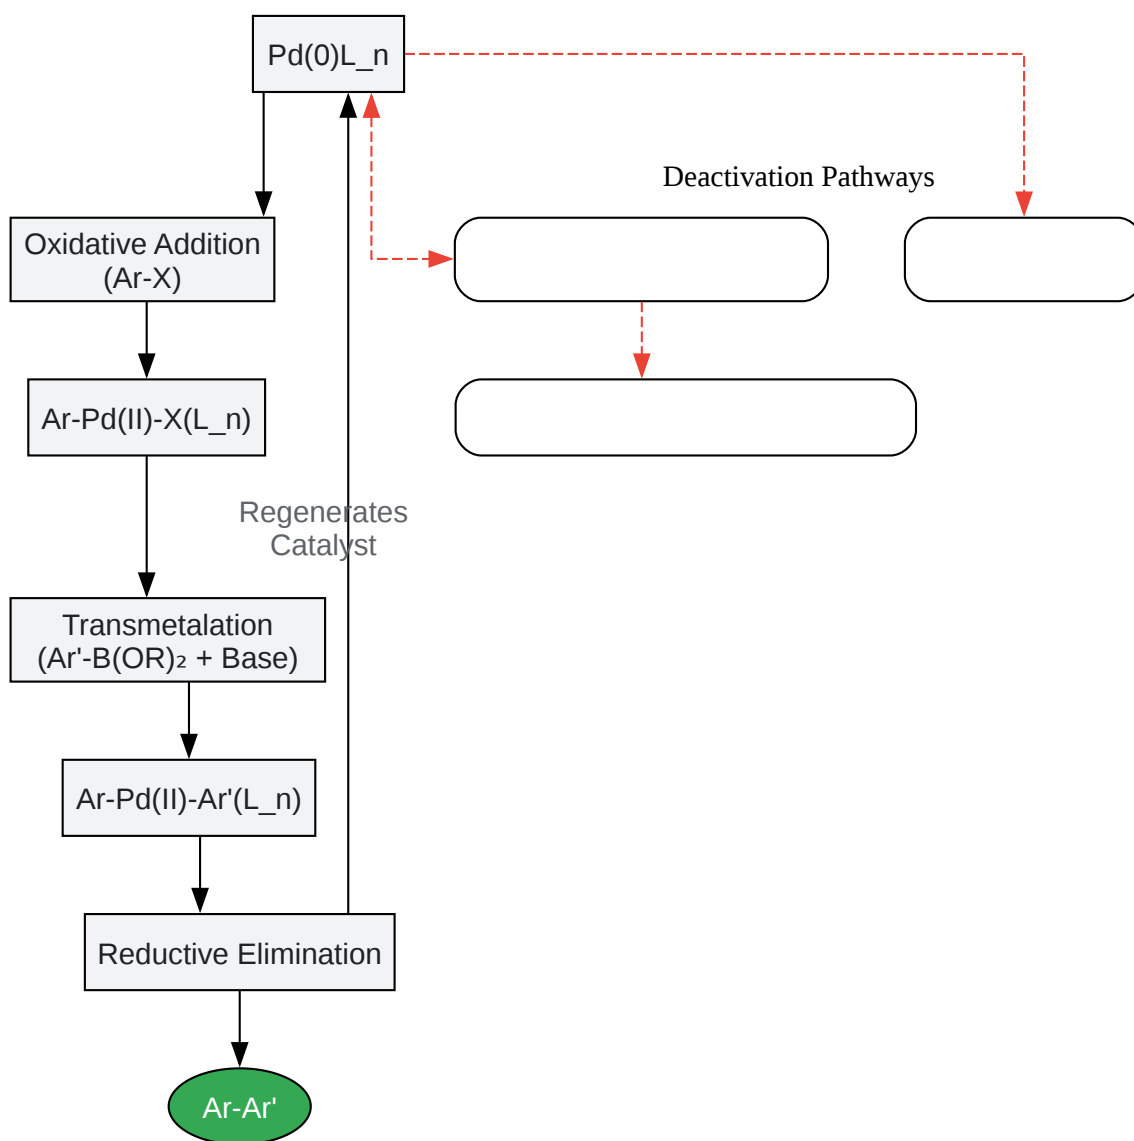 Pd(0)L_n
Deactivation Pathways
Oxidative Addition
(Ar-X)
Ar-Pd(II)-X(L_n)
Regenerates
Catalyst
Transmetalation
(Ar'-B(OR)₂ + Base)
Ar-Pd(II)-Ar'(L_n)
Reductive Elimination
Ar-Ar'